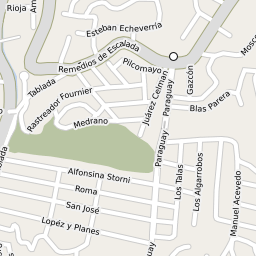 Rioja
Esteban Echeverría
Remedios de Escalada
Pilcomayo
Tablada
Rastreador Fournier
Medrano
Juárez Celman
Paraguay
Gazcón
Blas Parera
Paraguay
Alfonsina Storni
Roma
San José
Lopéz y Planes
Los Talas
Los Algarrobos
Manuel Acevedo